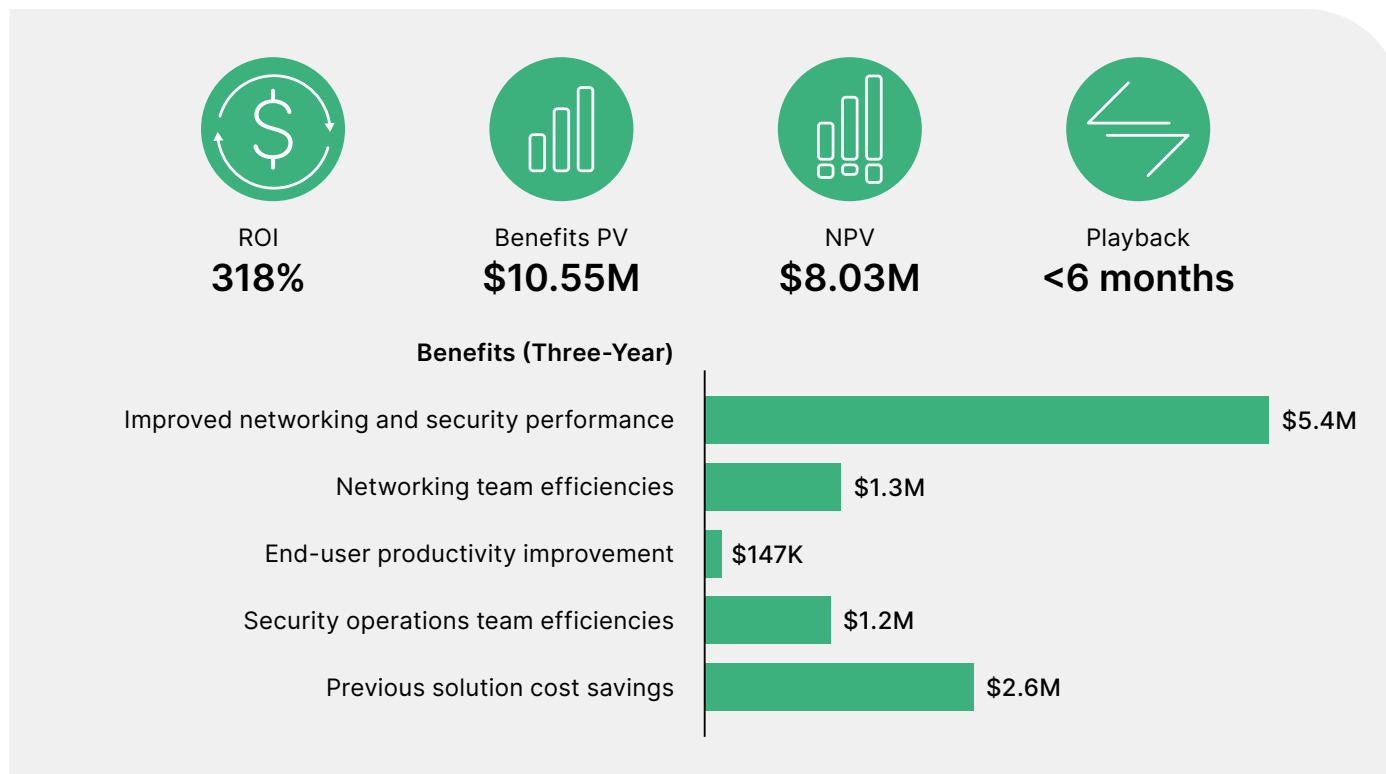 ROI
318%
Benefits PV
$10.55M
NPV
$8.03M
Playback
<6 months
Benefits (Three-Year)
Improved networking and security performance
$5.4M
Networking team efficiencies
$1.3M
End-user productivity improvement
$147K
Security operations team efficiencies
$1.2M
Previous solution cost savings
$2.6M